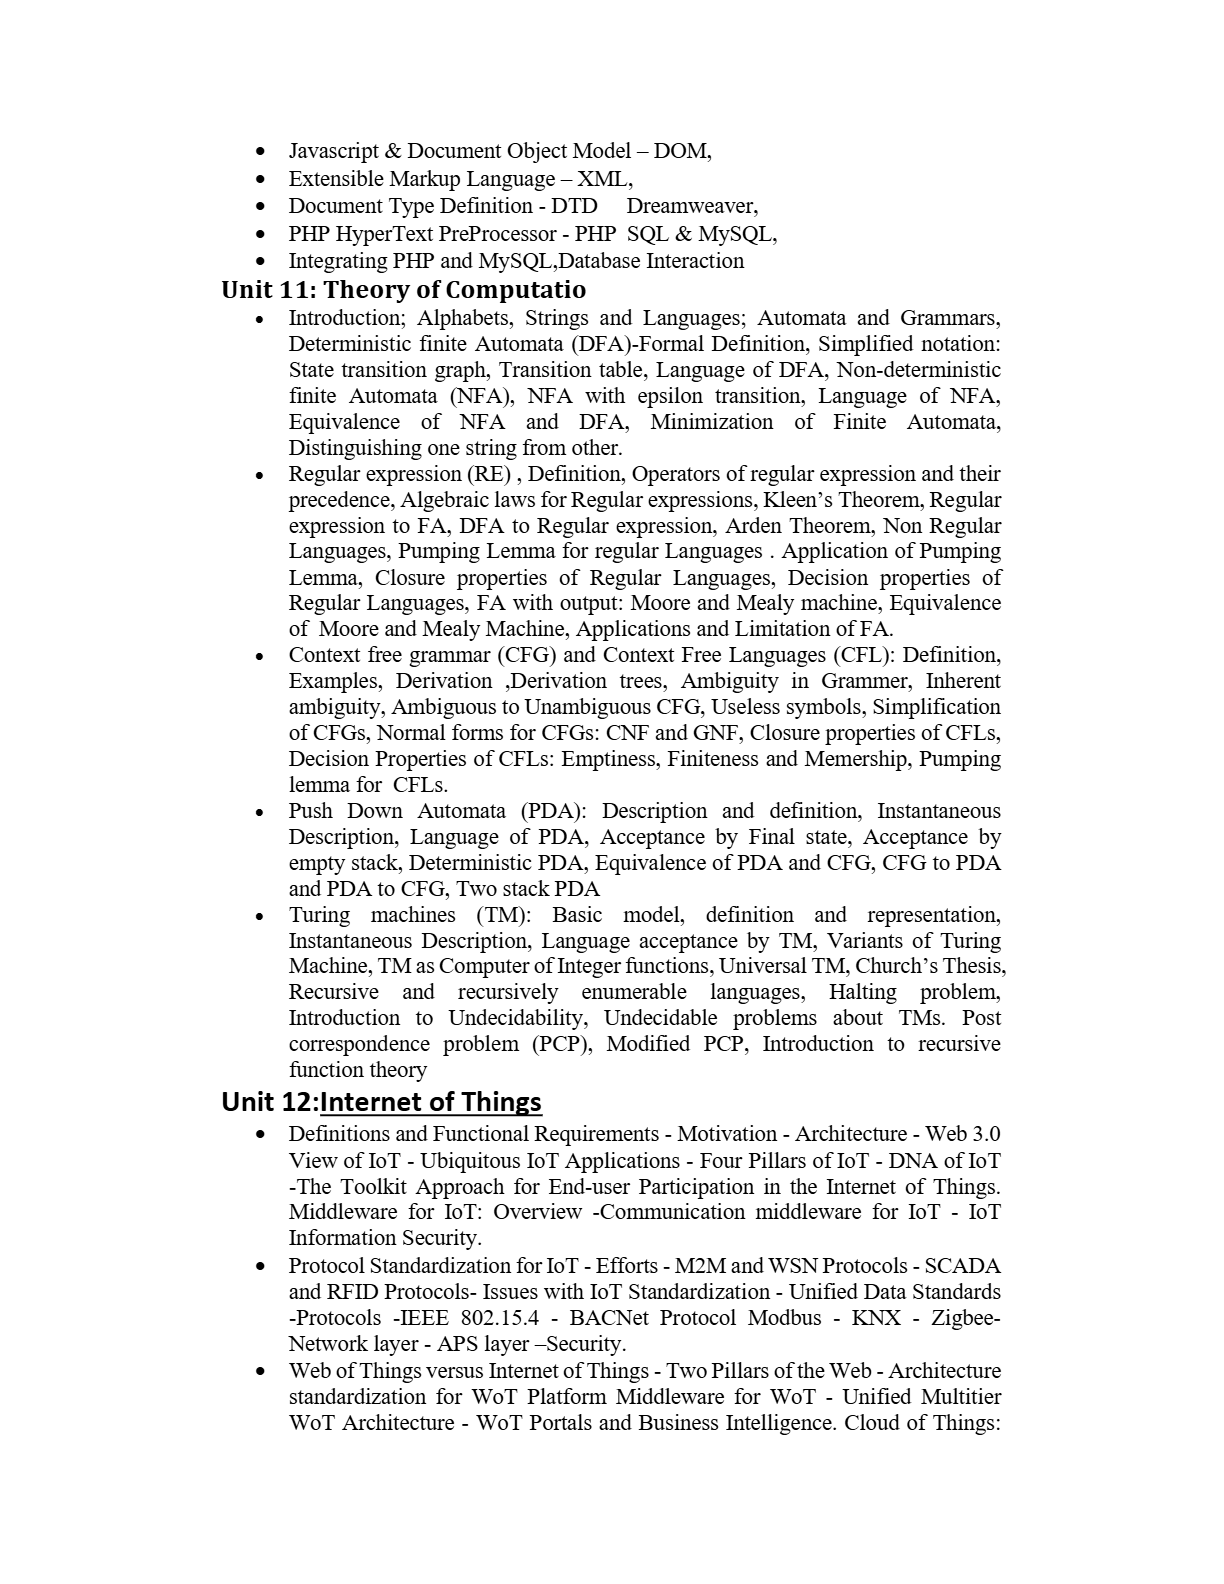 • Javascript & Document Object Model – DOM,
• Extensible Markup Language – XML,
• Document Type Definition - DTD Dreamweaver,
• PHP HyperText PreProcessor - PHP SQL & MySQL,
• Integrating PHP and MySQL,Database Interaction
Unit 11: Theory of Computatio
• Introduction; Alphabets, Strings and Languages; Automata and Grammars,
Deterministic finite Automata (DFA)-Formal Definition, Simplified notation:
State transition graph, Transition table, Language of DFA, Non-deterministic
finite Automata (NFA), NFA with epsilon transition, Language of NFA,
Equivalence of NFA and DFA, Minimization of Finite Automata,
Distinguishing one string from other.
• Regular expression (RE) , Definition, Operators of regular expression and their
precedence, Algebraic laws for Regular expressions, Kleen’s Theorem, Regular
expression to FA, DFA to Regular expression, Arden Theorem, Non Regular
Languages, Pumping Lemma for regular Languages . Application of Pumping
Lemma, Closure properties of Regular Languages, Decision properties of
Regular Languages, FA with output: Moore and Mealy machine, Equivalence
of Moore and Mealy Machine, Applications and Limitation of FA.
• Context free grammar (CFG) and Context Free Languages (CFL): Definition,
Examples, Derivation ,Derivation trees, Ambiguity in Grammer, Inherent
ambiguity, Ambiguous to Unambiguous CFG, Useless symbols, Simplification
of CFGs, Normal forms for CFGs: CNF and GNF, Closure properties of CFLs,
Decision Properties of CFLs: Emptiness, Finiteness and Memership, Pumping
lemma for CFLs.
• Push Down Automata (PDA): Description and definition, Instantaneous
Description, Language of PDA, Acceptance by Final state, Acceptance by
empty stack, Deterministic PDA, Equivalence of PDA and CFG, CFG to PDA
and PDA to CFG, Two stack PDA
• Turing machines (TM): Basic model, definition and representation,
Instantaneous Description, Language acceptance by TM, Variants of Turing
Machine, TM as Computer of Integer functions, Universal TM, Church’s Thesis,
Recursive and recursively enumerable languages, Halting problem,
Introduction to Undecidability, Undecidable problems about TMs. Post
correspondence problem (PCP), Modified PCP, Introduction to recursive
function theory
Unit 12:Internet of Things
• Definitions and Functional Requirements - Motivation - Architecture - Web 3.0
View of IoT - Ubiquitous IoT Applications - Four Pillars of IoT - DNA of IoT
-The Toolkit Approach for End-user Participation in the Internet of Things.
Middleware for IoT: Overview -Communication middleware for IoT - IoT
Information Security.
• Protocol Standardization for IoT - Efforts - M2M and WSN Protocols - SCADA
and RFID Protocols- Issues with IoT Standardization - Unified Data Standards
-Protocols -IEEE 802.15.4 - BACNet Protocol Modbus - KNX - Zigbee-
Network layer - APS layer –Security.
• Web of Things versus Internet of Things - Two Pillars of the Web - Architecture
standardization for WoT Platform Middleware for WoT - Unified Multitier
WoT Architecture - WoT Portals and Business Intelligence. Cloud of Things: